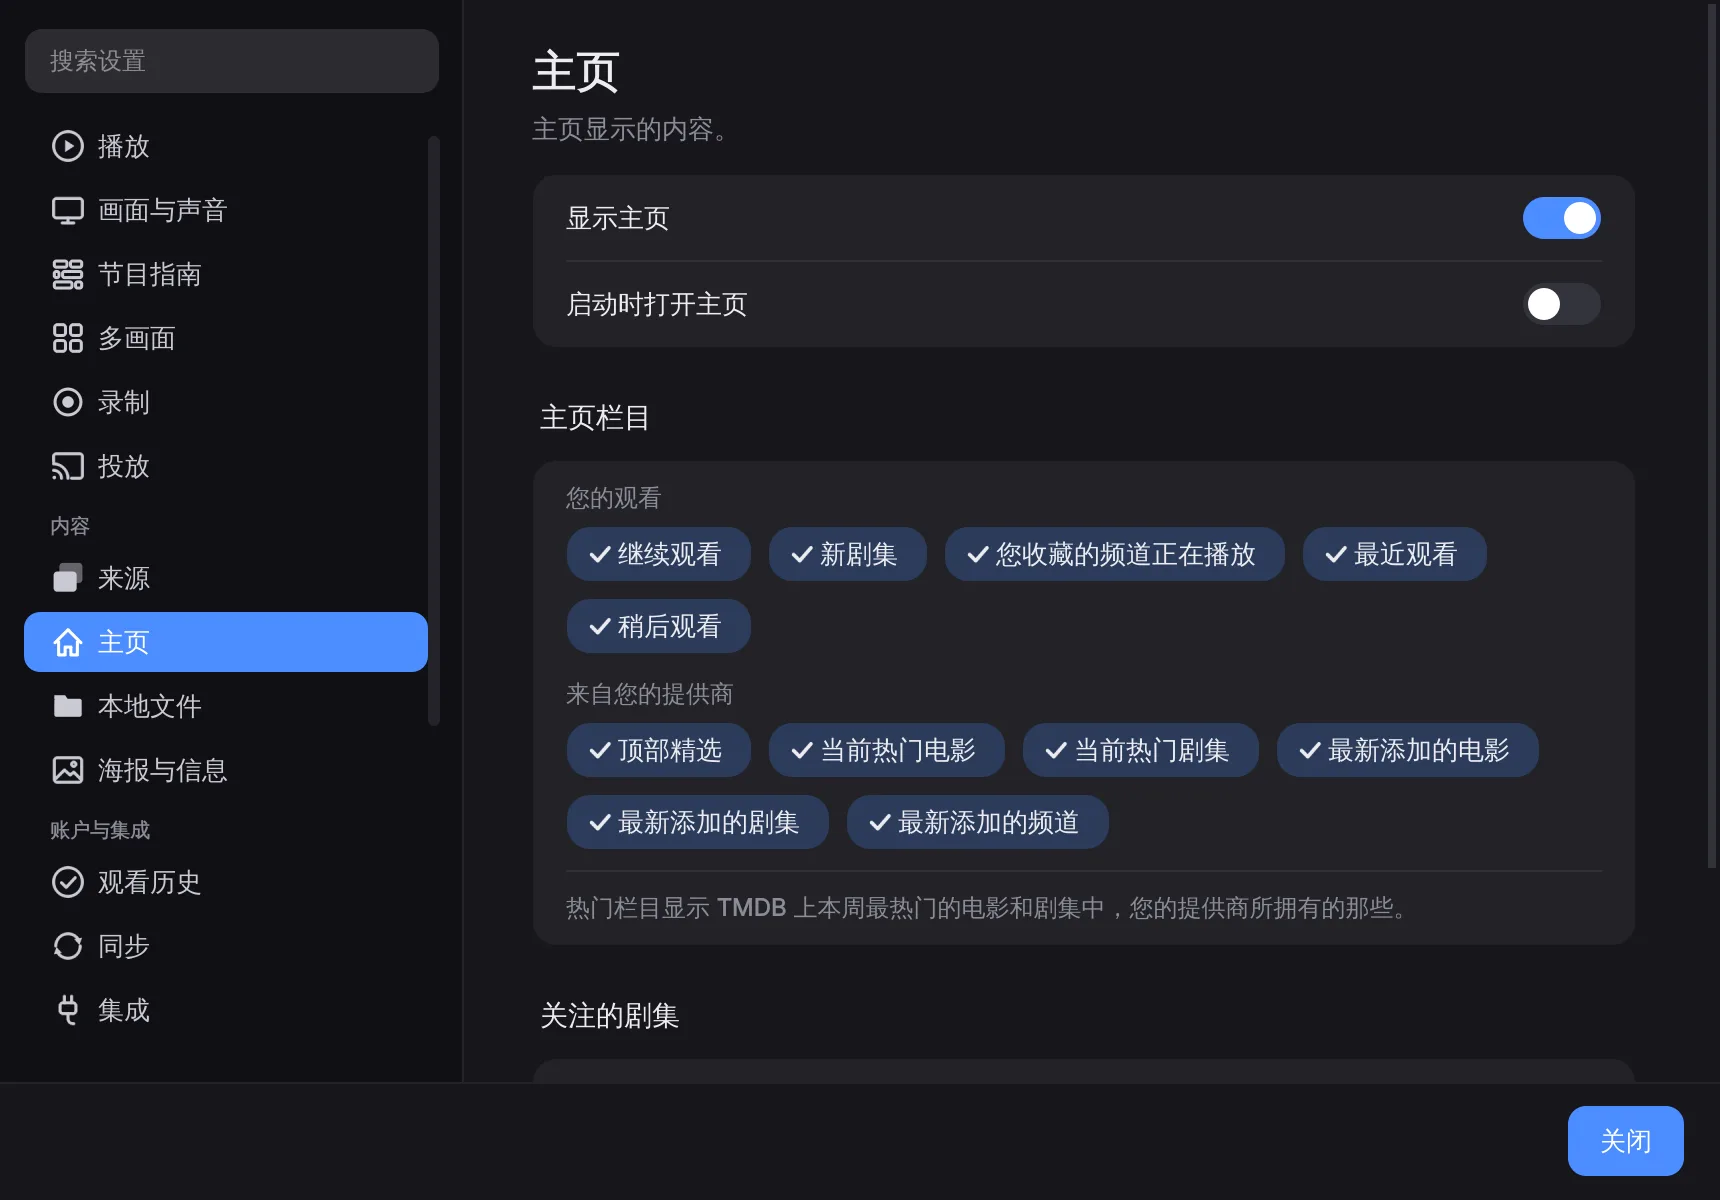 搜索设置
播放
画面与声音
节目指南
多画面
录制
投放
内容
来源
主页
本地文件
海报与信息
账户与集成
观看历史
同步
集成
主页
主页显示的内容。
显示主页
启动时打开主页
主页栏目
您的观看
继续观看 新剧集 您收藏的频道正在播放 最近观看
稍后观看
来自您的提供商
顶部精选 当前热门电影 当前热门剧集 最新添加的电影
最新添加的剧集 最新添加的频道
热门栏目显示 TMDB 上本周最热门的电影和剧集中，您的提供商所拥有的那些。
关注的剧集
关闭